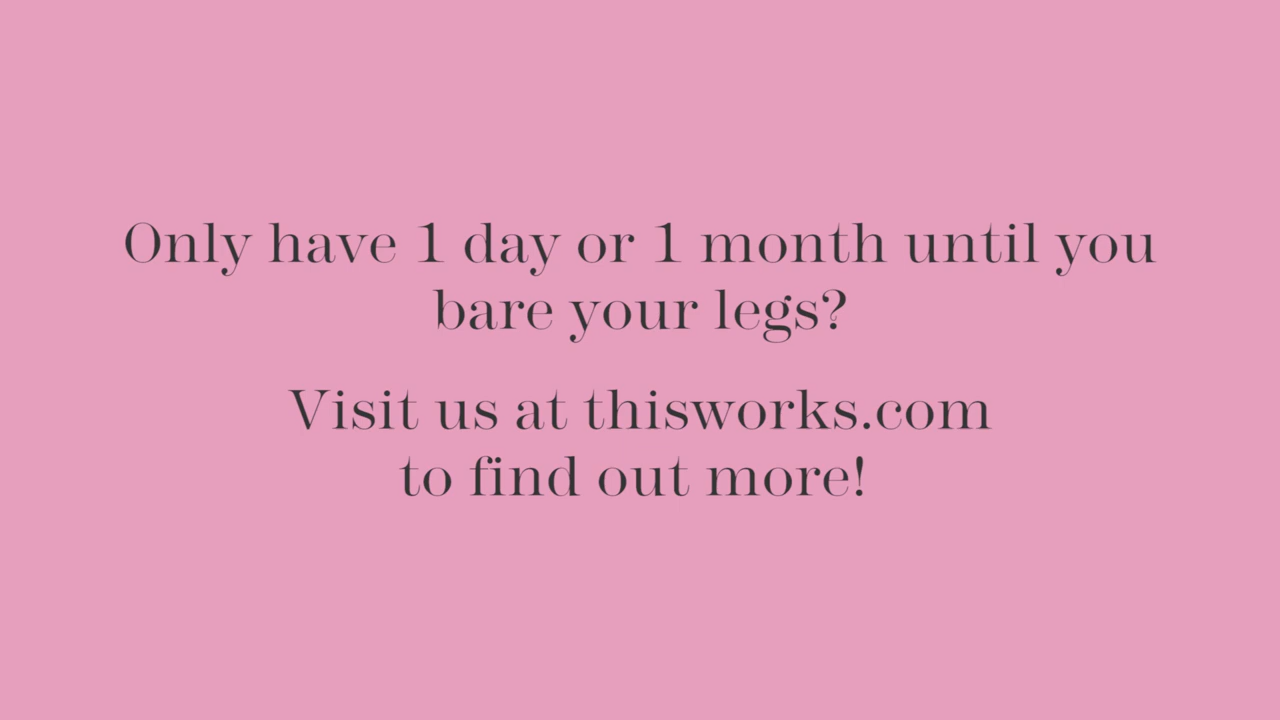 Only have 1 day or 1 month until you
bare your legs?
Visit us at thisworks.com
to find out more!